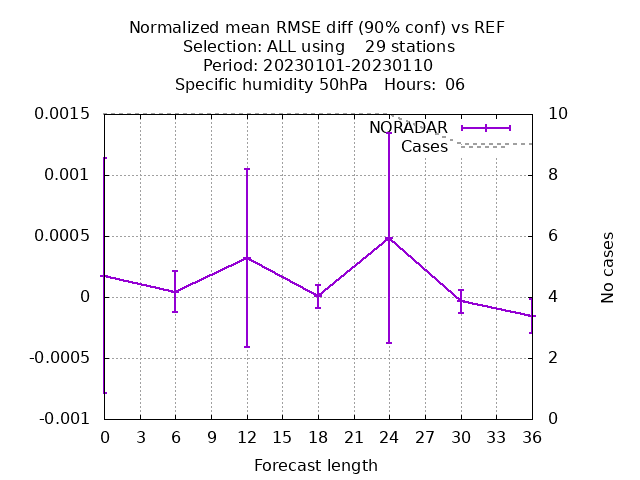 Normalized mean RMSE diff (90% conf) vs REF
Selection: ALL using    29 stations
Period: 20230101-20230110
Specific humidity 50hPa   Hours:  06
0.0015
0.001
0.0005
0
-0.0005
-0.001
10
8
6
4
2
0
NORADAR
Cases
No cases
0 3 6 9 12 15 18 21 24 27 30 33 36
Forecast length